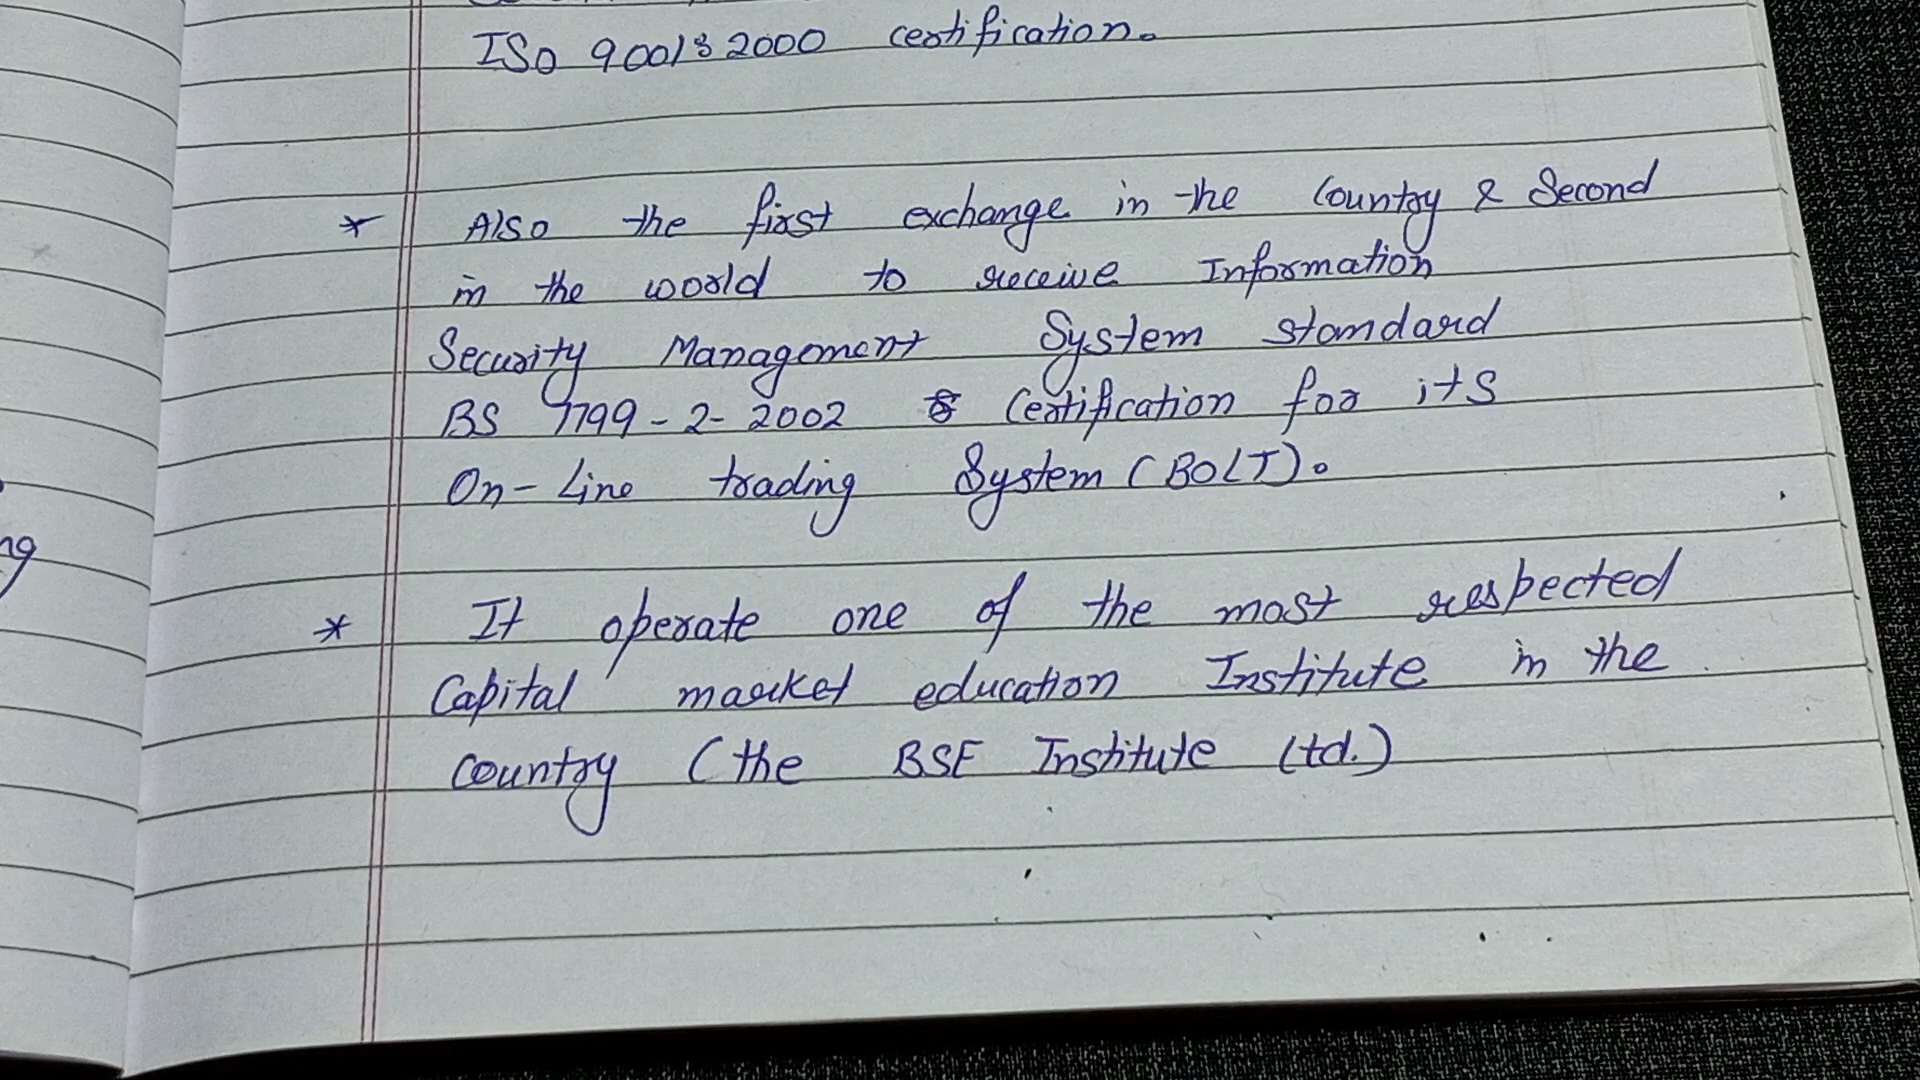 ISO 9001:2000 certification.
* Also the first exchange in the Country & Second
in the world to receive Information
Security Management System standard
BS 7799-2-2002 Certification for its
On-Line trading System (BOLT).
* It operate one of the most respected
Capital market education Institute in the
country (the BSE Institute Ltd.)
ng